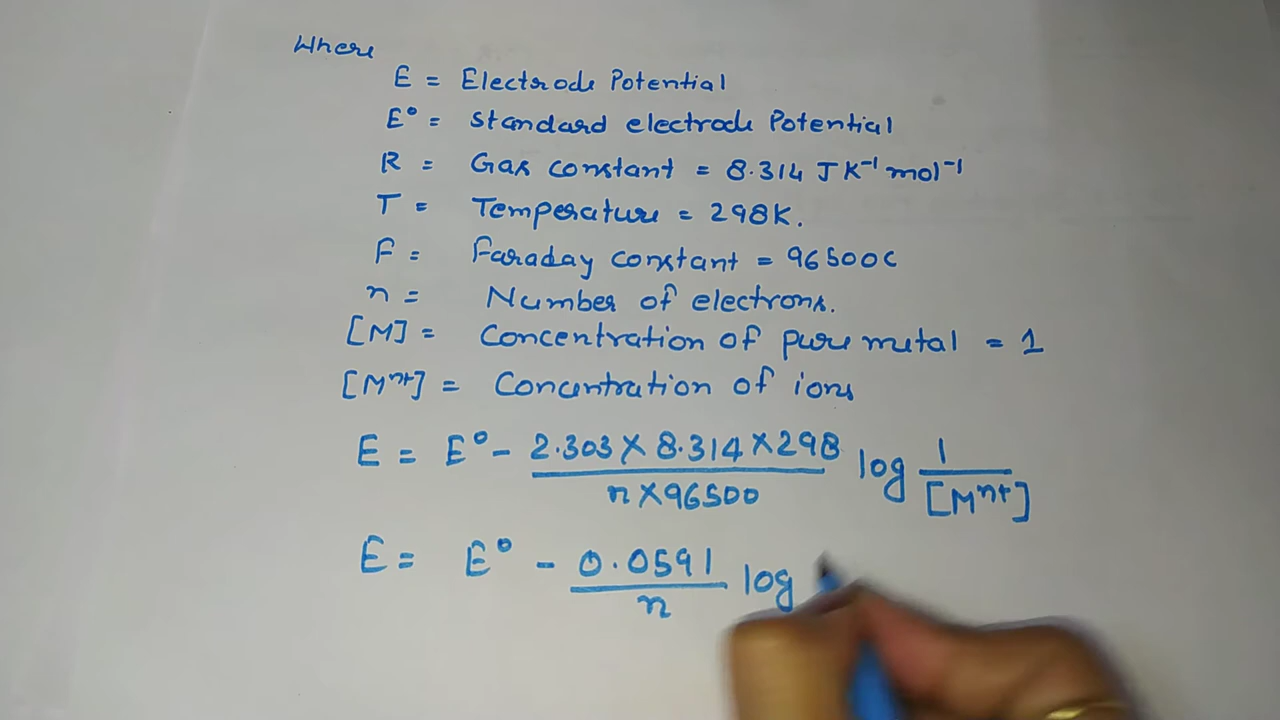 Where
E = Electrode Potential
E° = Standard electrode Potential
R = Gas constant = 8.314 J K⁻¹ mol⁻¹
T = Temperature = 298K.
F = Faraday constant = 96500C
n = Number of electrons.
[M] = Concentration of pure metal = 1
[Mⁿ⁺] = Concentration of ions
E = E° - 2.303 X 8.314 X 298 / n X 96500 log 1 / [Mⁿ⁺]
E = E° - 0.0591 / n log